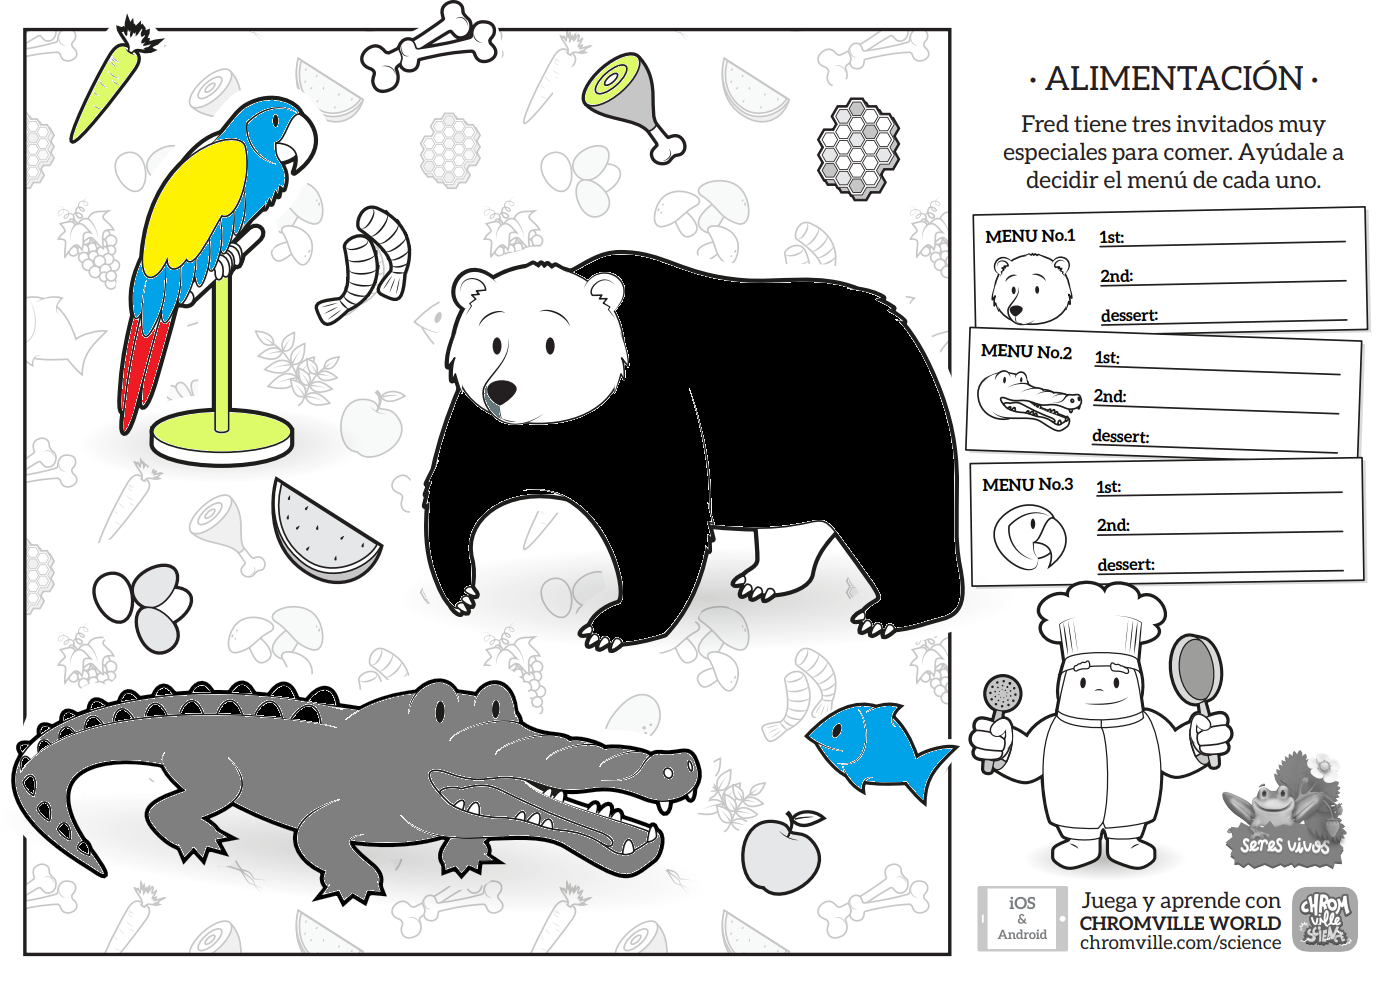 · ALIMENTACIÓN ·
Fred tiene tres invitados muy
especiales para comer. Ayúdale a
decidir el menú de cada uno.
MENU No.1
1st:
2nd:
dessert:
MENU No.2
1st:
2nd:
dessert:
MENU No.3
1st:
2nd:
dessert:
seres vivos
iOS
&
Android
Juega y aprende con
CHROMVILLE WORLD
chromville.com/science
CHROM
ville
SCIENCE